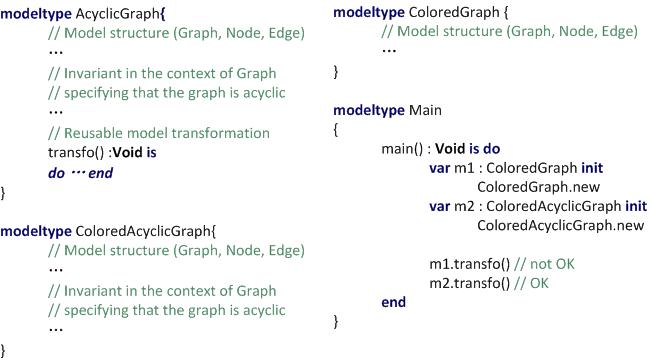 modeltype AcyclicGraph{
// Model structure (Graph, Node, Edge)
...
// Invariant in the context of Graph
// specifying that the graph is acyclic
...
// Reusable model transformation
transfo() :Void is
do ... end
}
modeltype ColoredAcyclicGraph{
// Model structure (Graph, Node, Edge)
...
// Invariant in the context of Graph
// specifying that the graph is acyclic
...
}
modeltype ColoredGraph {
// Model structure (Graph, Node, Edge)
...
}
modeltype Main
{
main() : Void is do
var m1 : ColoredGraph init
ColoredGraph.new
var m2 : ColoredAcyclicGraph init
ColoredAcyclicGraph.new
m1.transfo() // not OK
m2.transfo() // OK
end
}